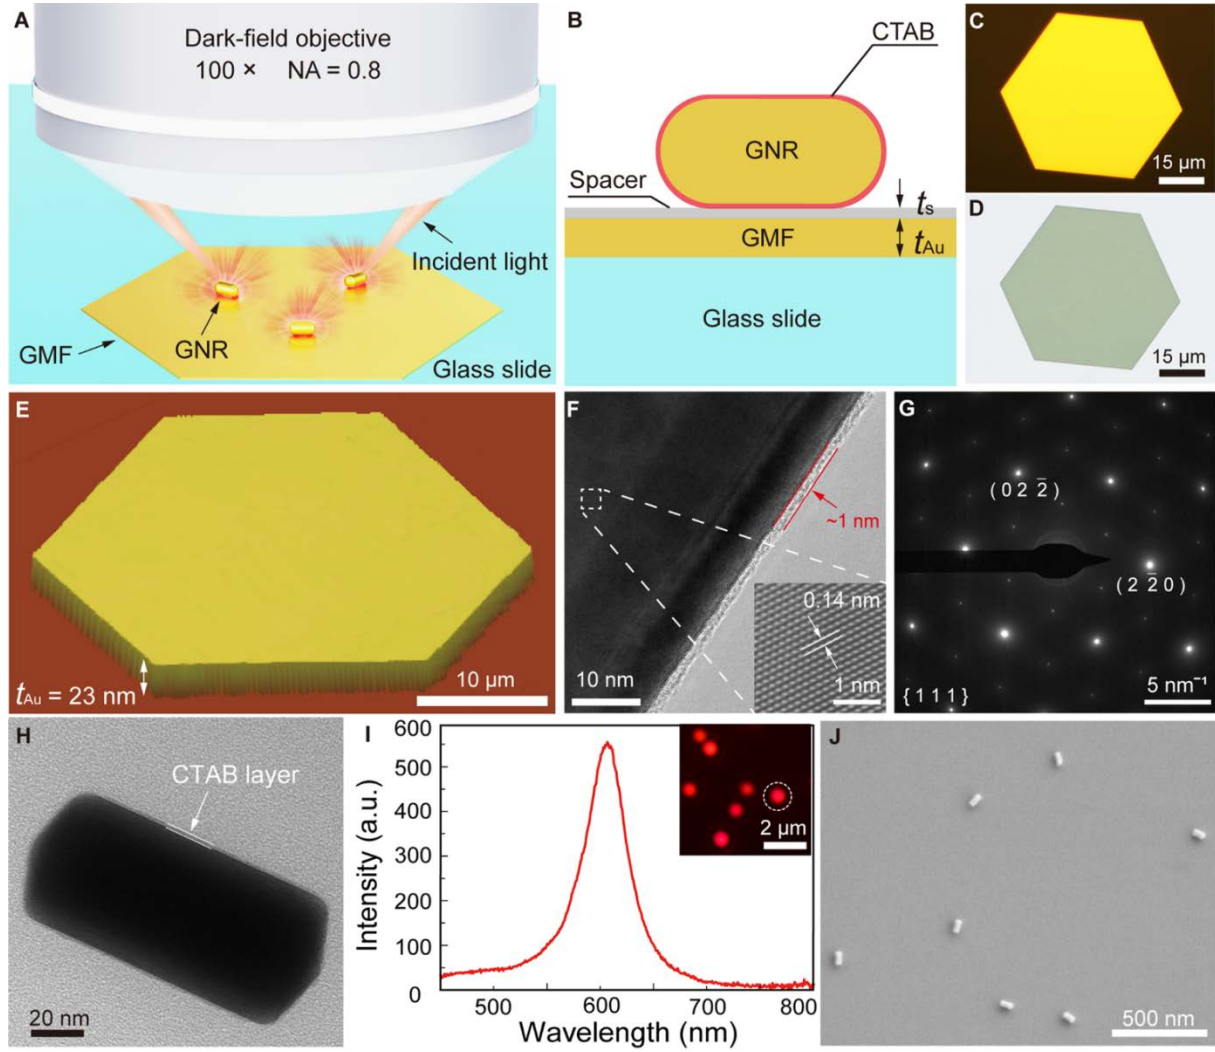 A
Dark-field objective
100 × NA = 0.8
Incident light
GNR
GMF
Glass slide
B
CTAB
GNR
Spacer
ts
GMF
tAu
Glass slide
C
15 µm
D
15 µm
E
tAu = 23 nm
10 µm
F
~1 nm
0.14 nm
1 nm
10 nm
G
(0 2 2̅)
(2 2̅ 0)
{1 1 1}
5 nm⁻¹
H
CTAB layer
20 nm
I
600
500
400
300
200
100
0
Intensity (a.u.)
2 µm
500
600
700
800
Wavelength (nm)
J
500 nm